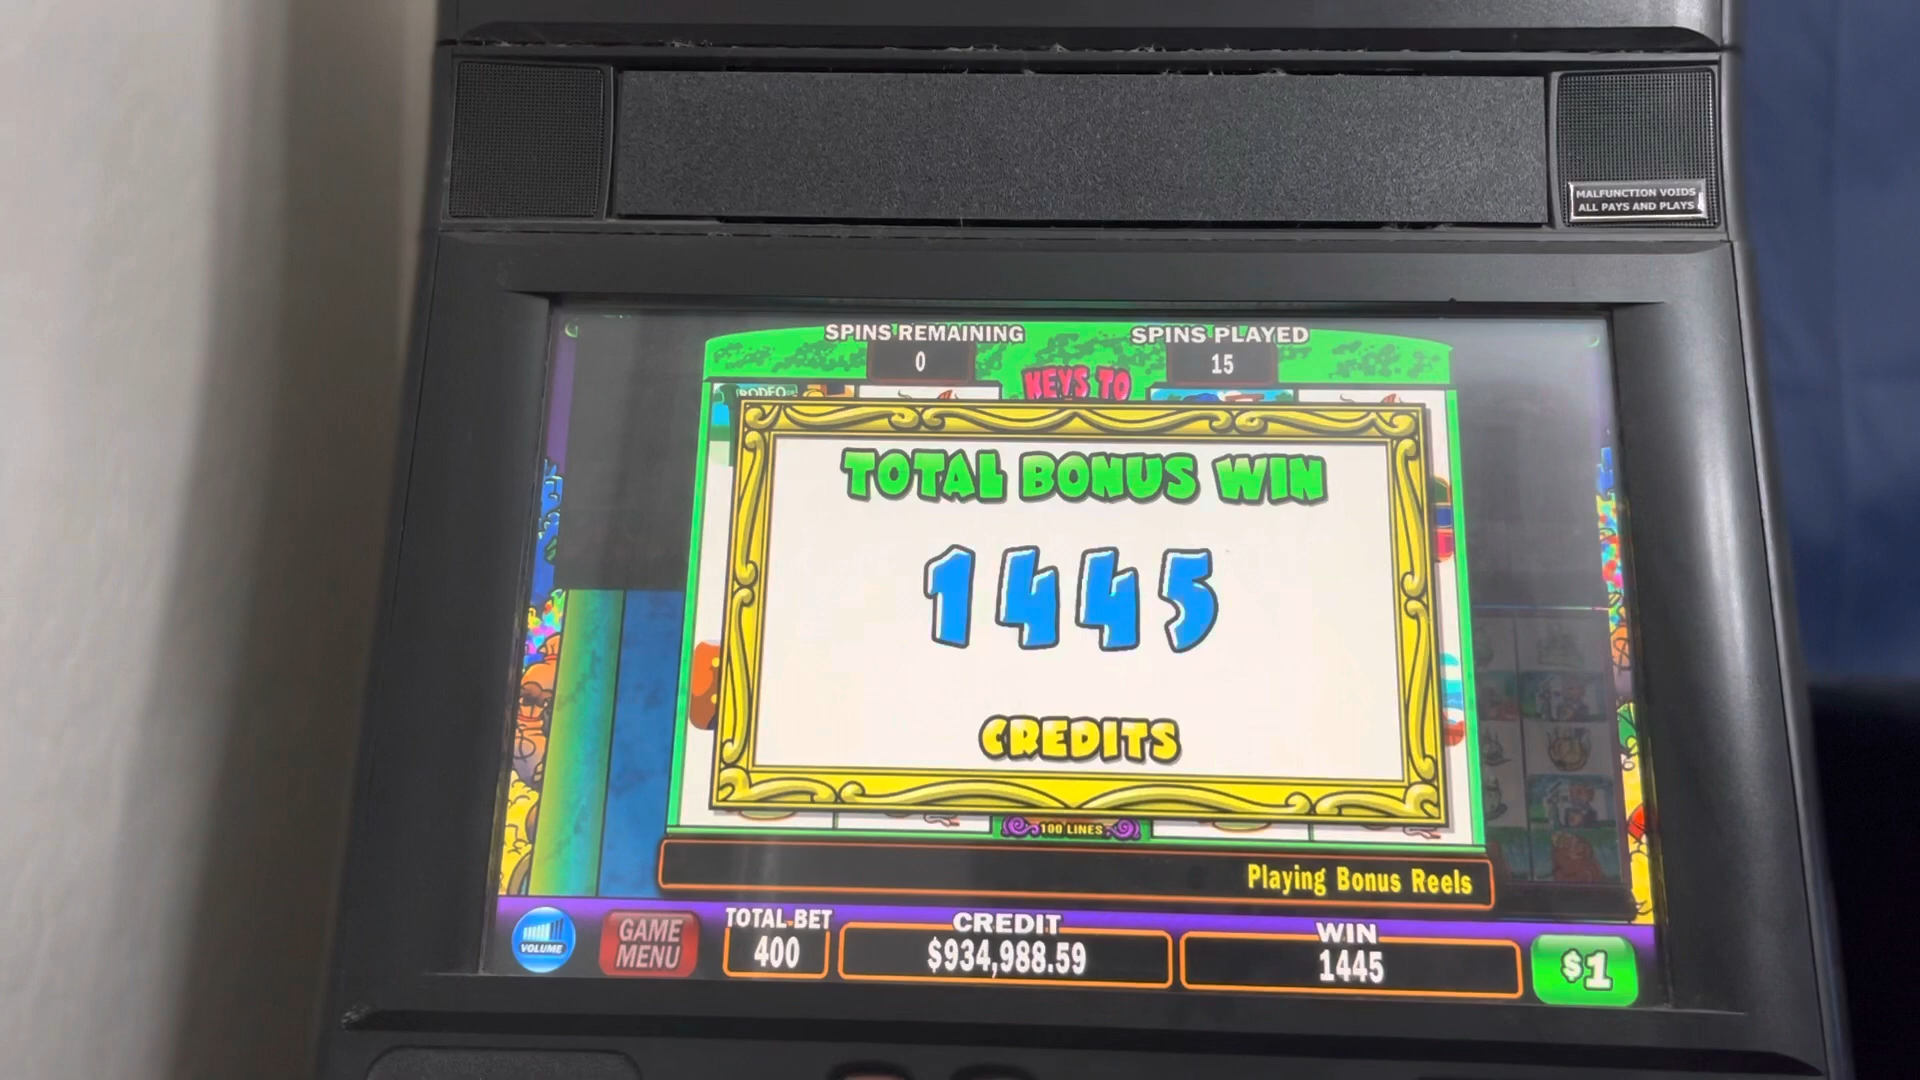 MALFUNCTION VOIDS
ALL PAYS AND PLAYS
SPINS REMAINING
0
SPINS PLAYED
15
KEYS TO
RODEO
TOTAL BONUS WIN
1445
CREDITS
100 LINES
Playing Bonus Reels
VOLUME
GAME
MENU
TOTAL BET
400
CREDIT
$934,988.59
WIN
1445
$1